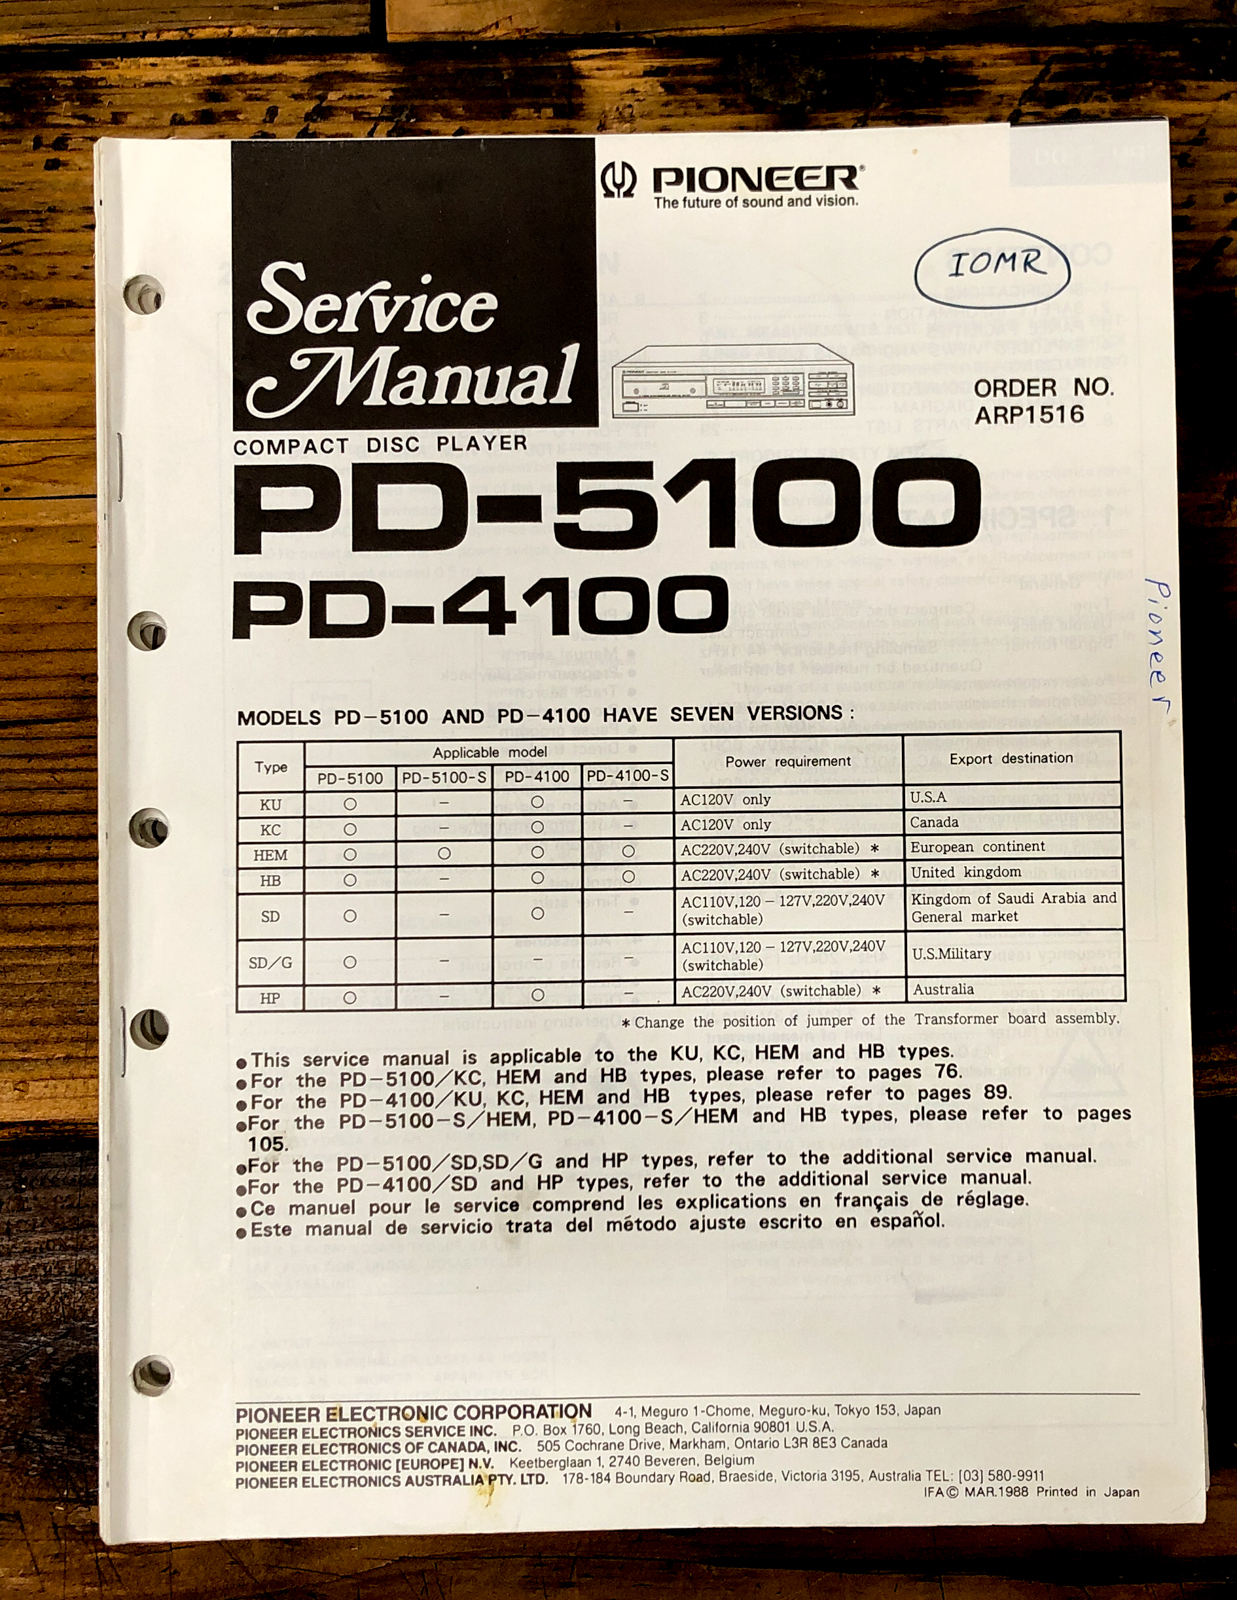 PIONEER®
The future of sound and vision.
IOMR
Service
Manual
ORDER NO.
ARP1516
COMPACT DISC PLAYER
PD-5100
PD-4100
Pioneer
MODELS PD-5100 AND PD-4100 HAVE SEVEN VERSIONS :
Type Applicable model Power requirement Export destination
PD-5100 PD-5100-S PD-4100 PD-4100-S
KU ○ – ○ – AC120V only U.S.A
KC ○ – ○ – AC120V only Canada
HEM ○ ○ ○ ○ AC220V,240V (switchable) * European continent
HB ○ – ○ ○ AC220V,240V (switchable) * United kingdom
SD ○ – ○ – AC110V,120 – 127V,220V,240V (switchable) Kingdom of Saudi Arabia and General market
SD/G ○ – – – AC110V,120 – 127V,220V,240V (switchable) U.S.Military
HP ○ – ○ – AC220V,240V (switchable) * Australia
* Change the position of jumper of the Transformer board assembly.
●This service manual is applicable to the KU, KC, HEM and HB types.
●For the PD-5100/KC, HEM and HB types, please refer to pages 76.
●For the PD-4100/KU, KC, HEM and HB types, please refer to pages 89.
●For the PD-5100-S/HEM, PD-4100-S/HEM and HB types, please refer to pages
105.
●For the PD-5100/SD,SD/G and HP types, refer to the additional service manual.
●For the PD-4100/SD and HP types, refer to the additional service manual.
●Ce manuel pour le service comprend les explications en français de réglage.
●Este manual de servicio trata del método ajuste escrito en español.
PIONEER ELECTRONIC CORPORATION 4-1, Meguro 1-Chome, Meguro-ku, Tokyo 153, Japan
PIONEER ELECTRONICS SERVICE INC. P.O. Box 1760, Long Beach, California 90801 U.S.A.
PIONEER ELECTRONICS OF CANADA, INC. 505 Cochrane Drive, Markham, Ontario L3R 8E3 Canada
PIONEER ELECTRONIC [EUROPE] N.V. Keetberglaan 1, 2740 Beveren, Belgium
PIONEER ELECTRONICS AUSTRALIA PTY. LTD. 178-184 Boundary Road, Braeside, Victoria 3195, Australia TEL: [03] 580-9911
IFA© MAR.1988 Printed in Japan